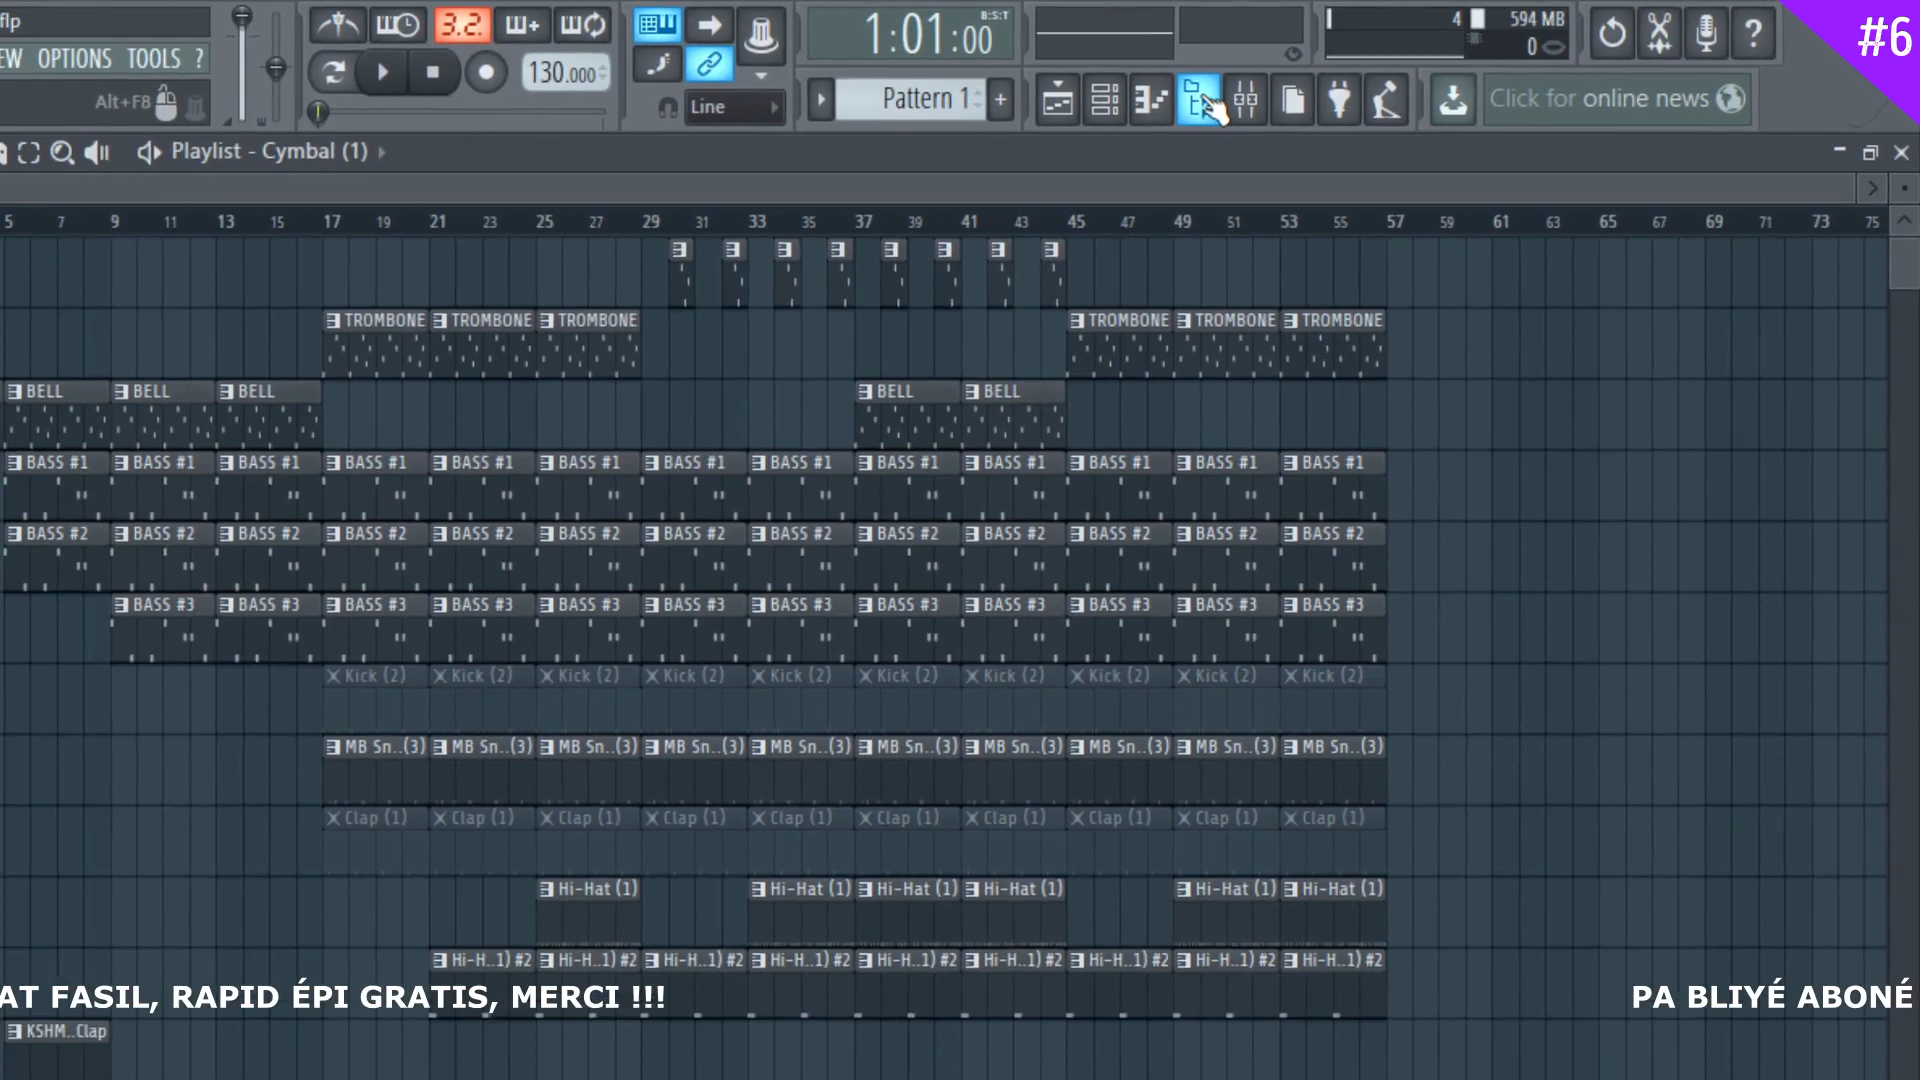 flp
3.2.
1:01:00
B:S:T
4
594 MB
0
#6
EW OPTIONS TOOLS ?
130.000
Alt+F8
Line
Pattern 1
+
Click for online news
Playlist - Cymbal (1)
5 7 9 11 13 15 17 19 21 23 25 27 29 31 33 35 37 39 41 43 45 47 49 51 53 55 57 59 61 63 65 67 69 71 73 75
TROMBONE TROMBONE TROMBONE TROMBONE TROMBONE TROMBONE
BELL BELL BELL BELL BELL
BASS #1 BASS #1 BASS #1 BASS #1 BASS #1 BASS #1 BASS #1 BASS #1 BASS #1 BASS #1 BASS #1 BASS #1 BASS #1
BASS #2 BASS #2 BASS #2 BASS #2 BASS #2 BASS #2 BASS #2 BASS #2 BASS #2 BASS #2 BASS #2 BASS #2 BASS #2
BASS #3 BASS #3 BASS #3 BASS #3 BASS #3 BASS #3 BASS #3 BASS #3 BASS #3 BASS #3 BASS #3 BASS #3
Kick (2) Kick (2) Kick (2) Kick (2) Kick (2) Kick (2) Kick (2) Kick (2) Kick (2) Kick (2)
MB Sn..(3) MB Sn..(3) MB Sn..(3) MB Sn..(3) MB Sn..(3) MB Sn..(3) MB Sn..(3) MB Sn..(3) MB Sn..(3) MB Sn..(3)
Clap (1) Clap (1) Clap (1) Clap (1) Clap (1) Clap (1) Clap (1) Clap (1) Clap (1) Clap (1)
Hi-Hat (1) Hi-Hat (1) Hi-Hat (1) Hi-Hat (1) Hi-Hat (1) Hi-Hat (1)
Hi-H..1) #2 Hi-H..1) #2 Hi-H..1) #2 Hi-H..1) #2 Hi-H..1) #2 Hi-H..1) #2 Hi-H..1) #2 Hi-H..1) #2 Hi-H..1) #2
AT FASIL, RAPID ÉPI GRATIS, MERCI !!! PA BLIYÉ ABONÉ
KSHM..Clap